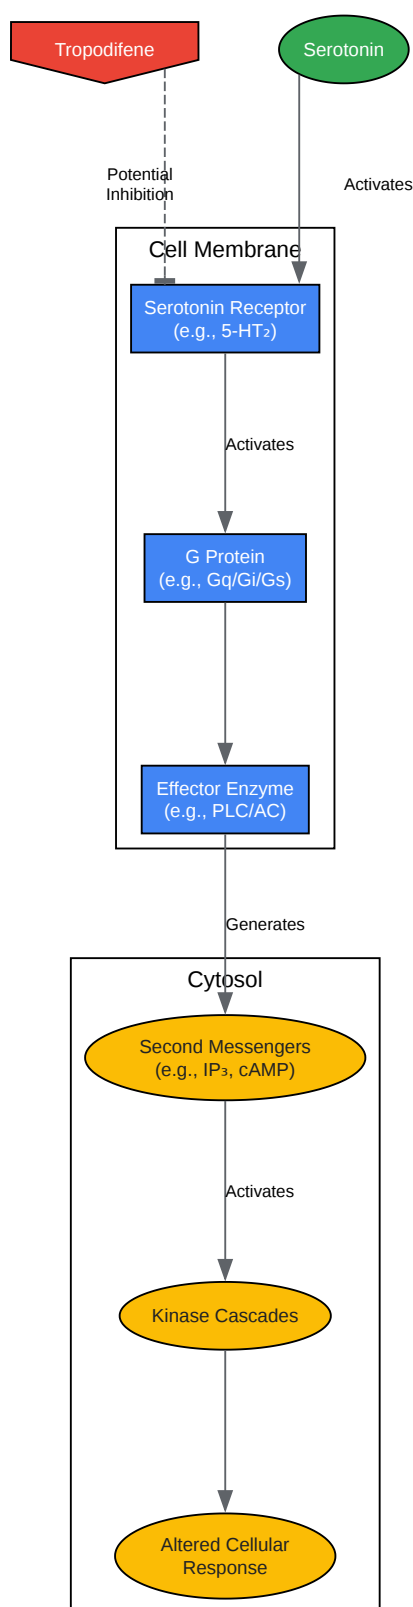 Tropodifene
Serotonin
Potential
Inhibition
Activates
Cell Membrane
Serotonin Receptor
(e.g., 5-HT₂)
Activates
G Protein
(e.g., Gq/Gi/Gs)
Effector Enzyme
(e.g., PLC/AC)
Generates
Cytosol
Second Messengers
(e.g., IP₃, cAMP)
Activates
Kinase Cascades
Altered Cellular
Response